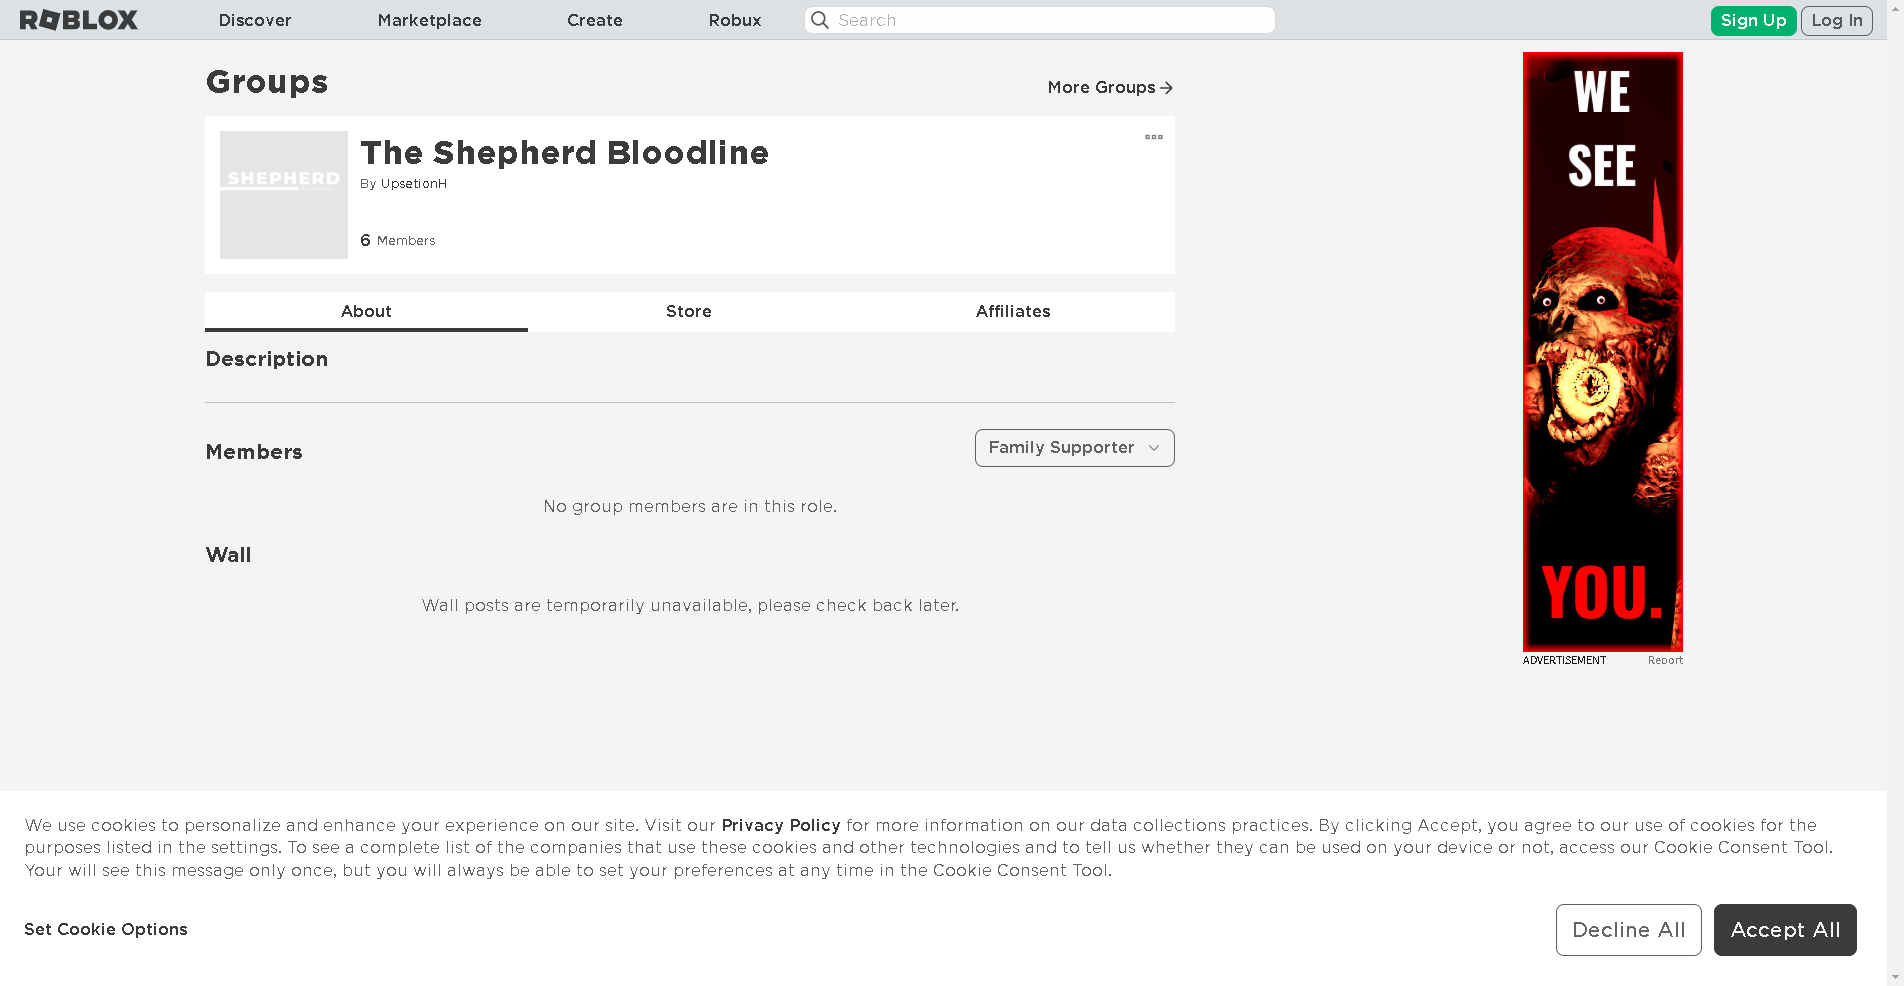 ROBLOX
Discover
Marketplace
Create
Robux
Search
Sign Up
Log In
Groups
More Groups
SHEPHERD
The Shepherd Bloodline
By UpsetionH
6 Members
About
Store
Affiliates
Description
Members
Family Supporter
No group members are in this role.
Wall
Wall posts are temporarily unavailable, please check back later.
WE
SEE
YOU.
ADVERTISEMENT
Report
We use cookies to personalize and enhance your experience on our site. Visit our Privacy Policy for more information on our data collections practices. By clicking Accept, you agree to our use of cookies for the
purposes listed in the settings. To see a complete list of the companies that use these cookies and other technologies and to tell us whether they can be used on your device or not, access our Cookie Consent Tool.
Your will see this message only once, but you will always be able to set your preferences at any time in the Cookie Consent Tool.
Set Cookie Options
Decline All
Accept All